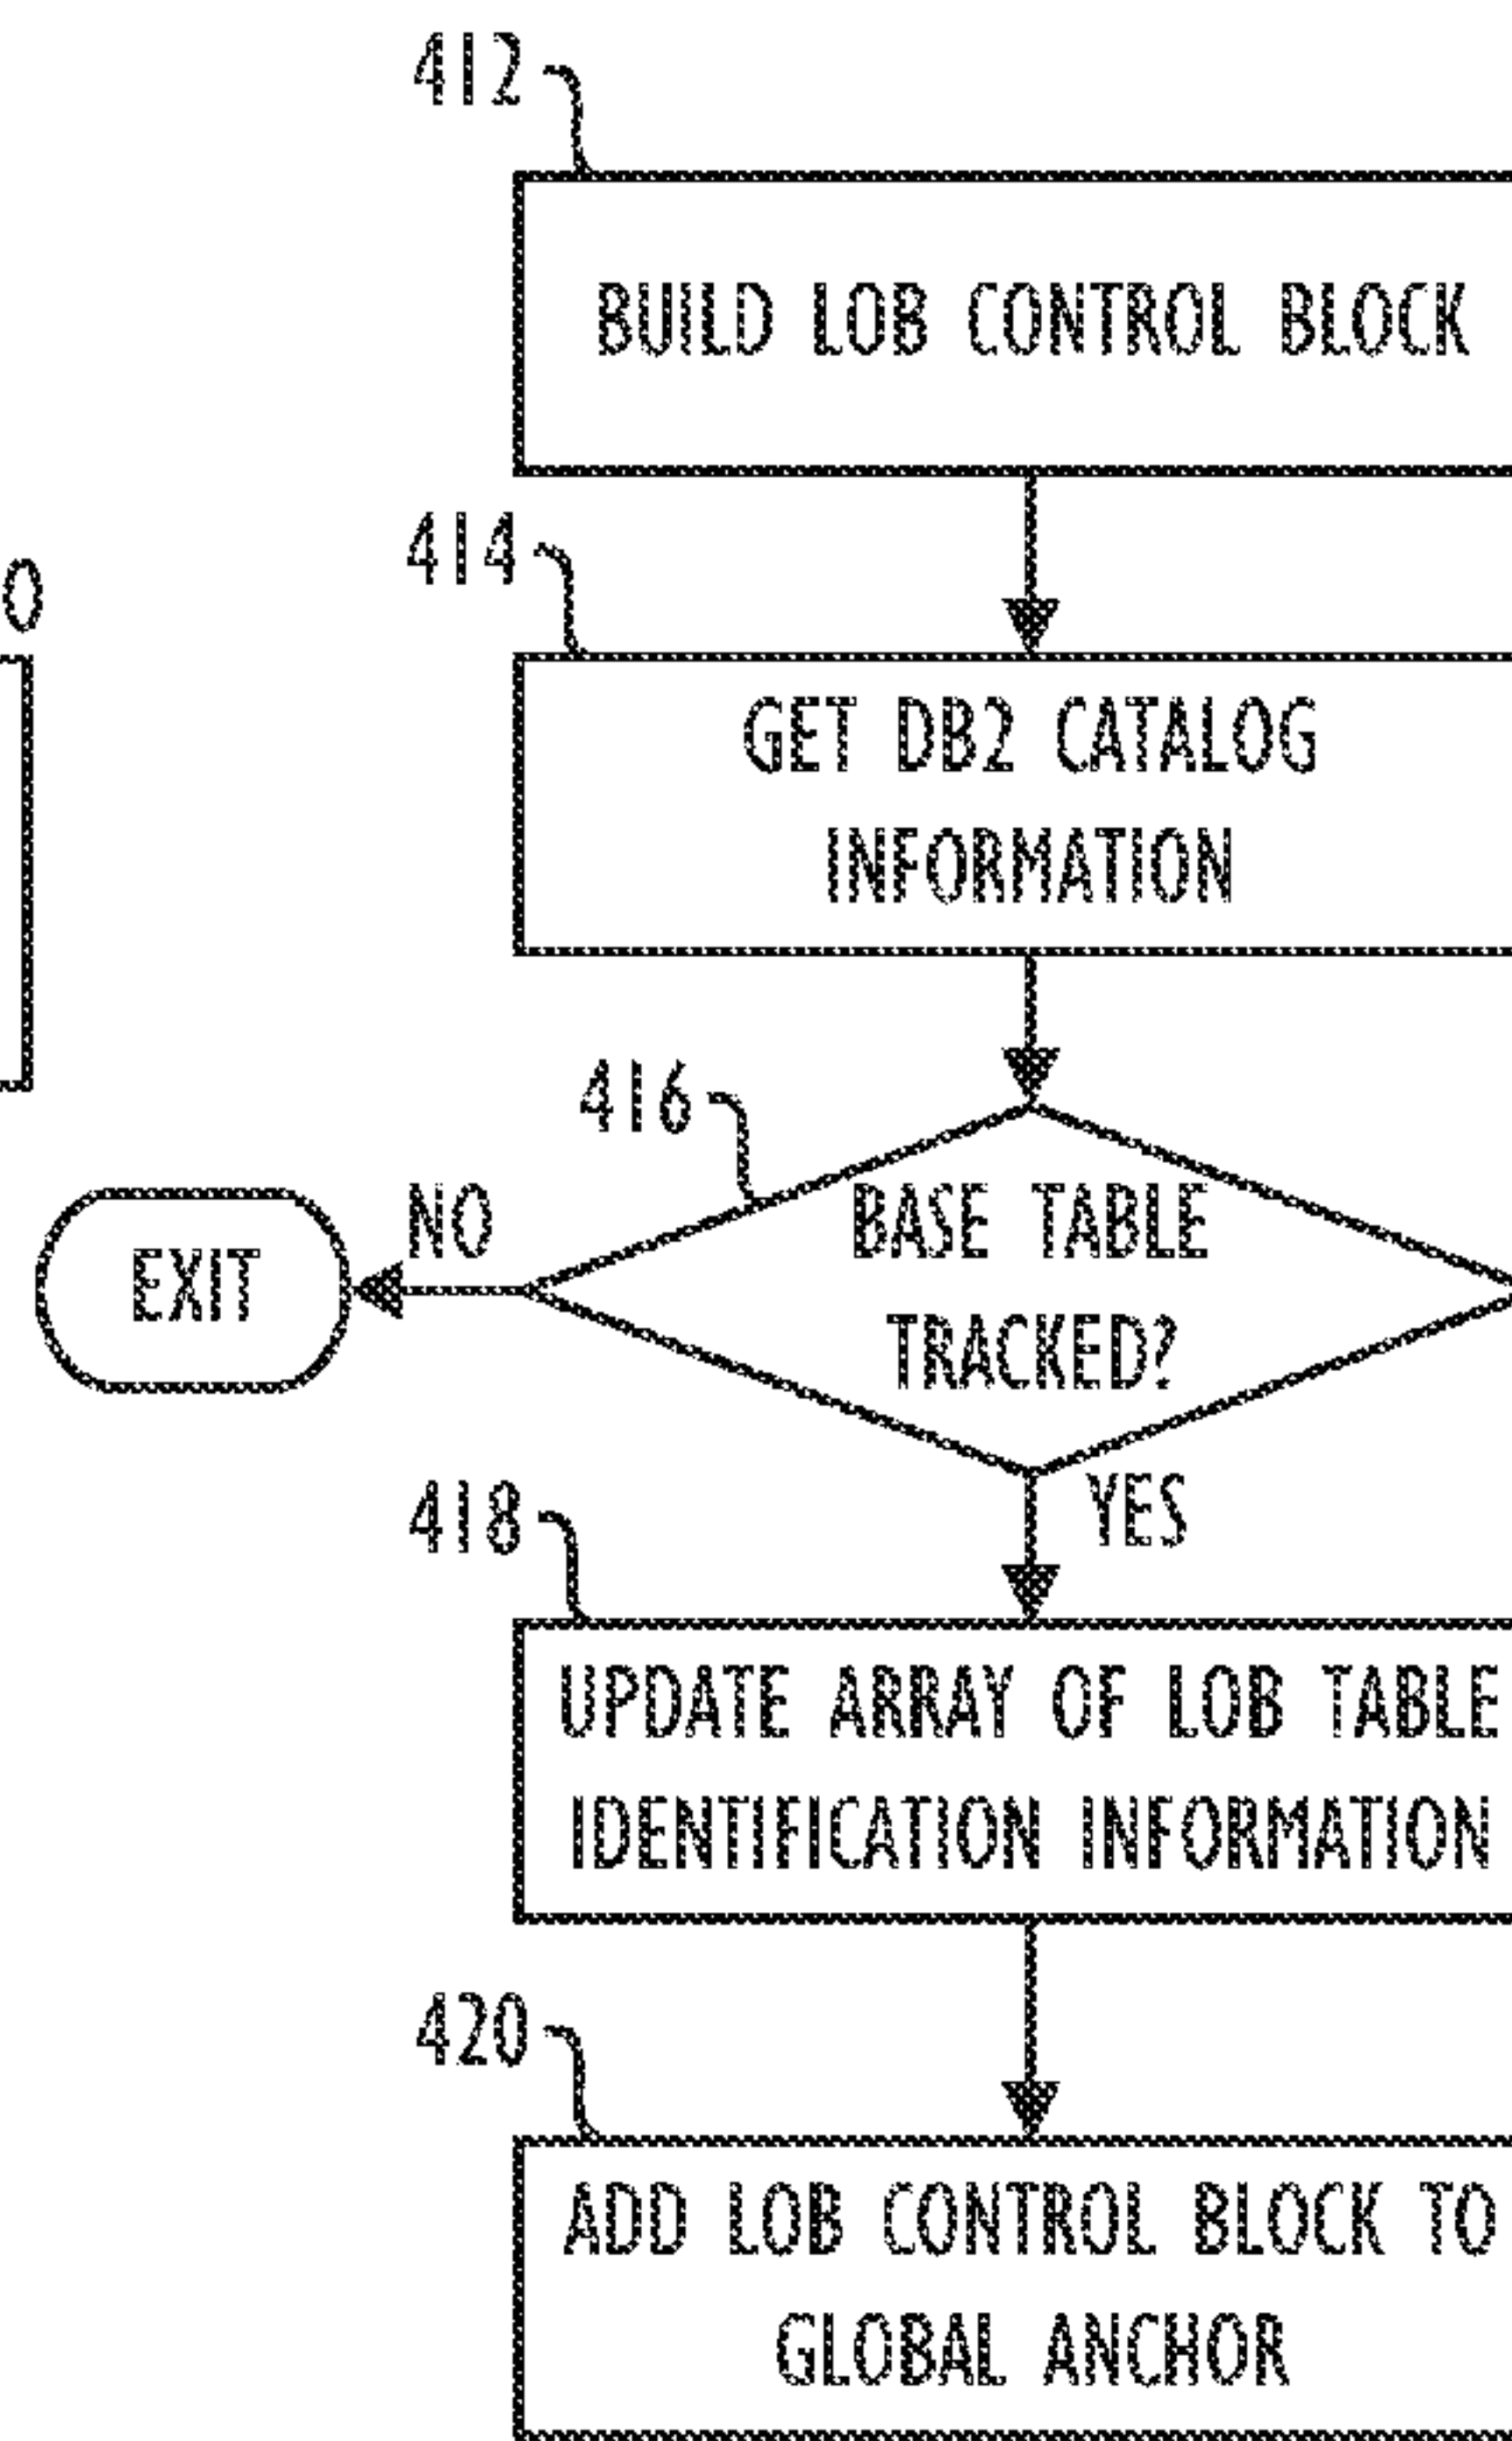 412
BUILD LOB CONTROL BLOCK
414
0
GET DB2 CATALOG
INFORMATION
416
NO
EXIT
BASE TABLE
TRACKED?
YES
418
UPDATE ARRAY OF LOB TABLE
IDENTIFICATION INFORMATION
420
ADD LOB CONTROL BLOCK TO
GLOBAL ANCHOR